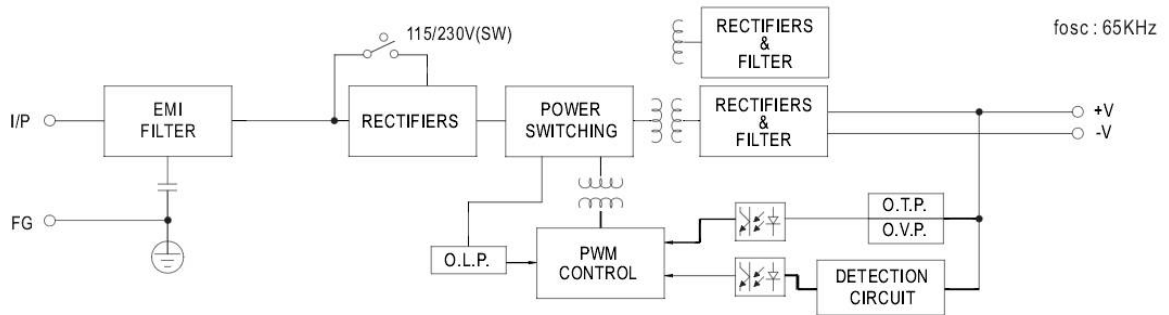 115/230V(SW)
RECTIFIERS
&
FILTER
fosc : 65KHz
I/P
EMI
FILTER
RECTIFIERS
POWER
SWITCHING
RECTIFIERS
&
FILTER
+V
-V
FG
O.L.P.
PWM
CONTROL
O.T.P.
O.V.P.
DETECTION
CIRCUIT